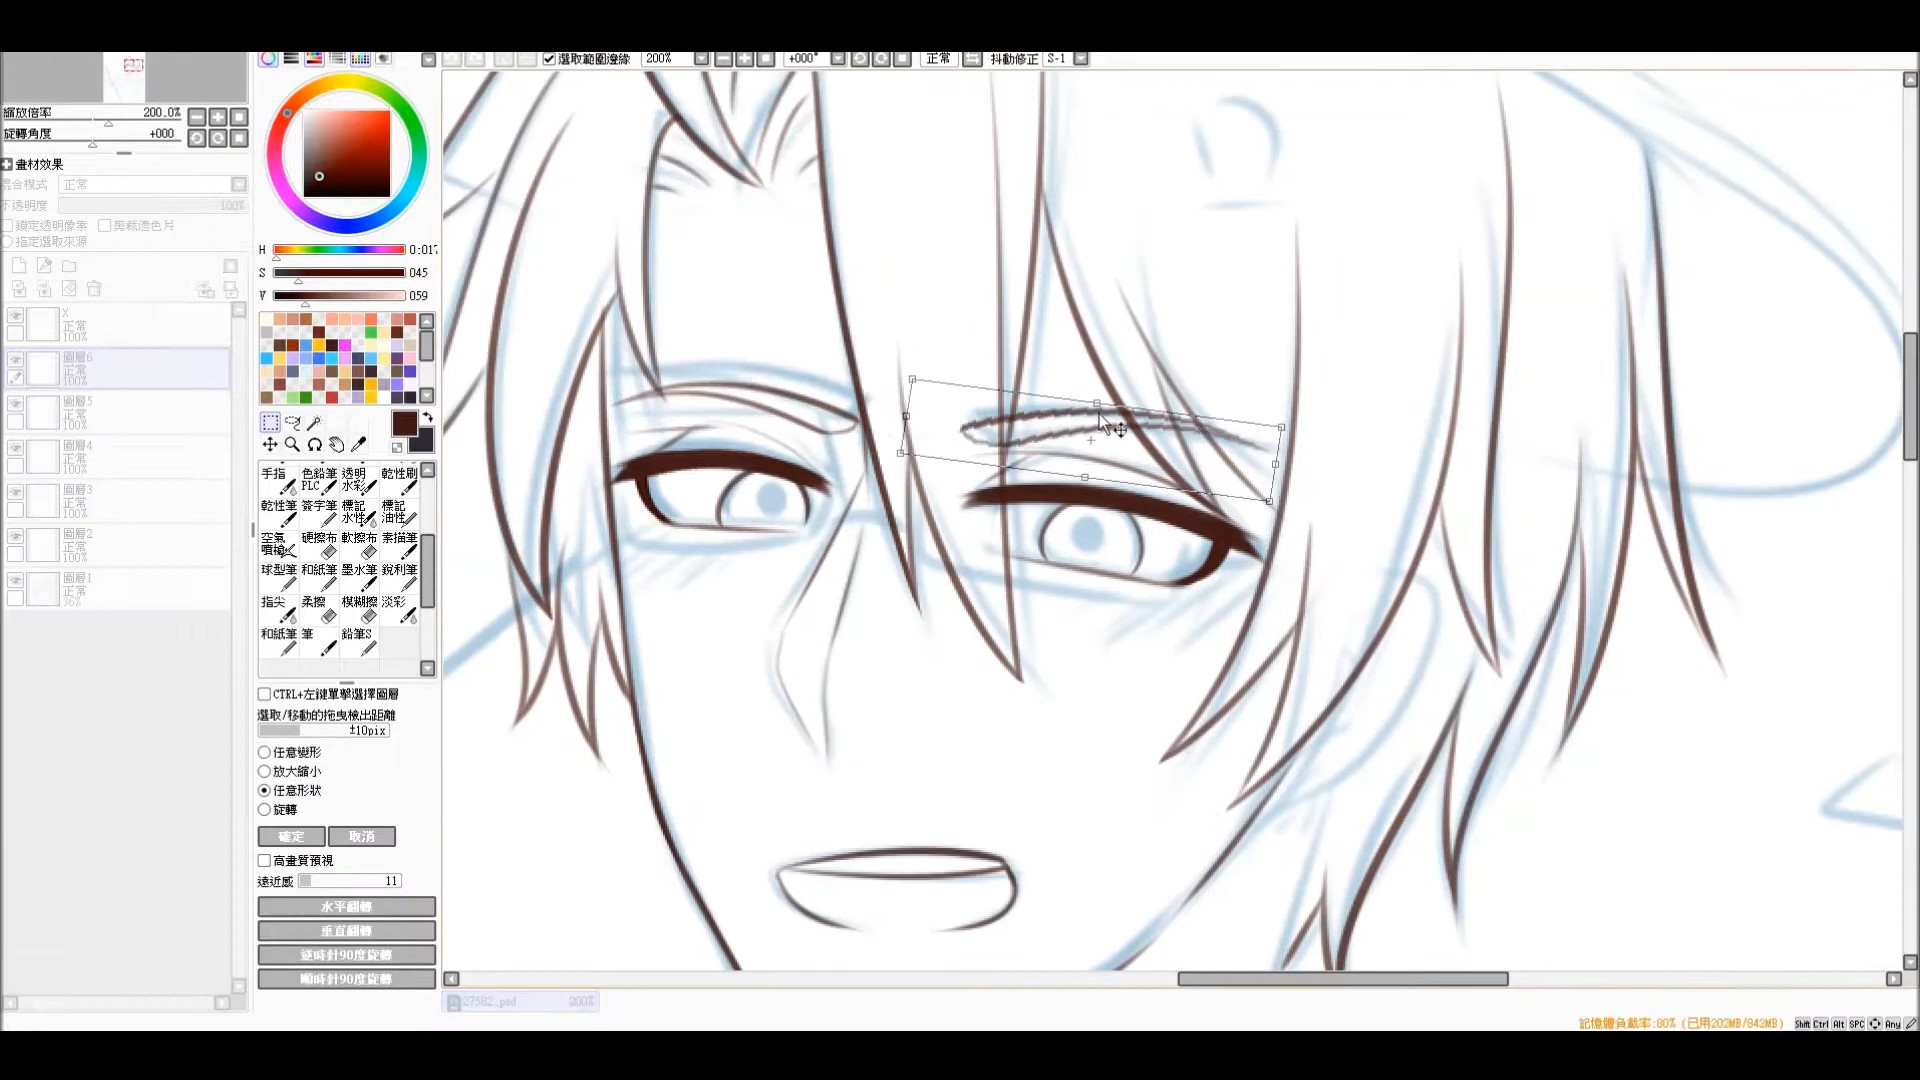 選取範圍邊緣 200% +000° 正常 抖動修正 S-1
縮放倍率 200.0%
旋轉角度 +000
畫材效果
混合模式 正常
不透明度 100%
鎖定透明像素 剪裁遮色片
指定選取來源
X
正常
100%
圖層6
正常
100%
圖層5
正常
100%
圖層4
正常
100%
圖層3
正常
100%
圖層2
正常
100%
圖層1
正常
36%
H 0:017
S 045
V 059
手指 色鉛筆PLC 透明水彩 乾性刷
乾性筆 簽字筆 標記水性 標記油性
空氣噴槍 硬擦布 軟擦布 素描筆
球型筆 和紙筆 墨水筆 銳利筆
指尖 柔擦 模糊擦 淡彩
和紙筆 筆 鉛筆S
CTRL+左鍵單擊選擇圖層
選取/移動的拖曳檢出距離
±10pix
任意變形
放大縮小
任意形狀
旋轉
確定 取消
高畫質預視
遠近感 11
水平翻轉
垂直翻轉
逆時針90度旋轉
順時針90度旋轉
27582.psd 200%
記憶體負載率:80% (已用202MB/842MB) Shift Ctrl Alt SPC Any